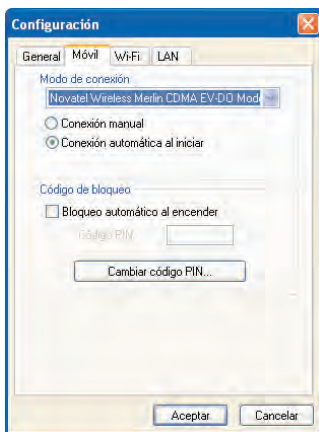 Configuración
General Móvil Wi-Fi LAN
Modo de conexión
Novatel Wireless Merlin CDMA EV-DO Mode
Conexión manual
Conexión automática al iniciar
Código de bloqueo
Bloqueo automático al encender
Código PIN:
Cambiar código PIN...
Aceptar Cancelar